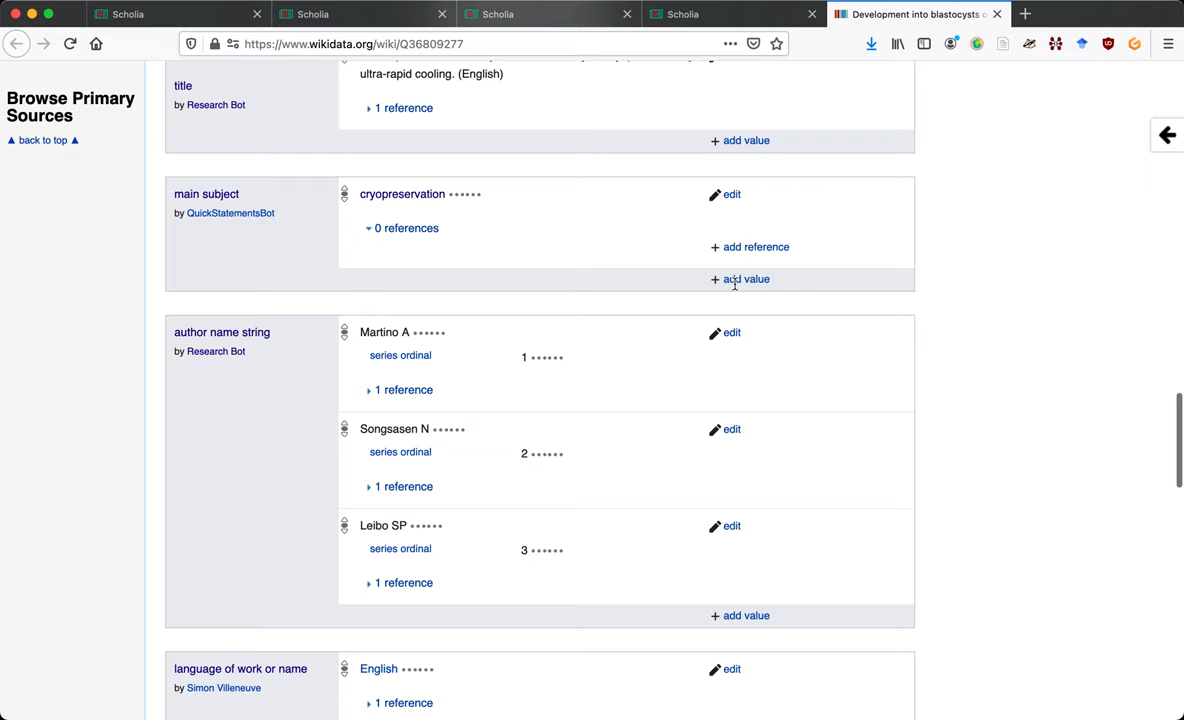 Scholia
Scholia
Scholia
Scholia
Development into blastocysts o
https://www.wikidata.org/wiki/Q36809277
Browse Primary
Sources
▲ back to top ▲
title
by Research Bot
ultra-rapid cooling. (English)
1 reference
+ add value
main subject
by QuickStatementsBot
cryopreservation
edit
0 references
+ add reference
+ add value
author name string
by Research Bot
Martino A
edit
series ordinal 1
1 reference
Songsasen N
edit
series ordinal 2
1 reference
Leibo SP
edit
series ordinal 3
1 reference
+ add value
language of work or name
by Simon Villeneuve
English
edit
1 reference